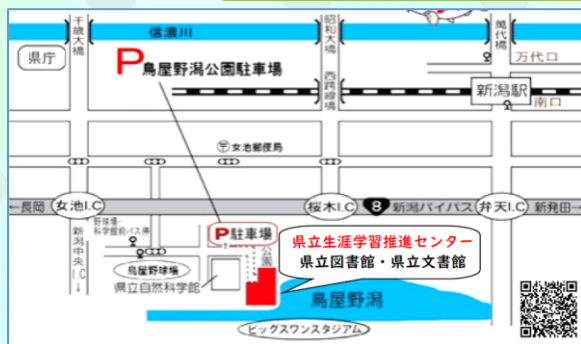 千歳大橋
信濃川
昭和大橋
萬代橋
県庁
P鳥屋野潟公園駐車場
万代口
西跨線橋
新潟駅
南口
〒女池郵便局
←長岡
女池I.C
桜木I.C
8
新潟バイパス
弁天I.C
新発田→
新潟中央I.C
↓
野球場・
科学館前バス停
P駐車場
公園
鳥屋野球場
県立自然科学館
県立生涯学習推進センター
県立図書館・県立文書館
鳥屋野潟
ビッグスワンスタジアム